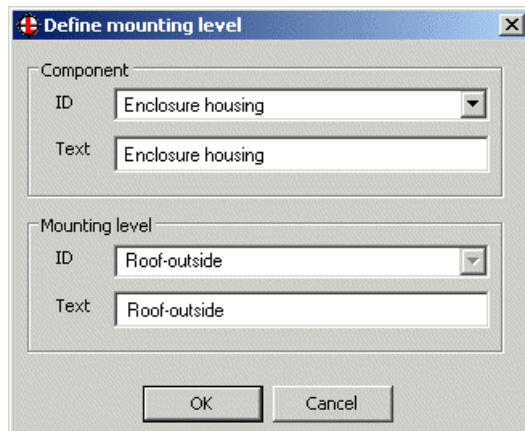 Define mounting level
Component
ID Enclosure housing
Text Enclosure housing
Mounting level
ID Roof-outside
Text Roof-outside
OK Cancel